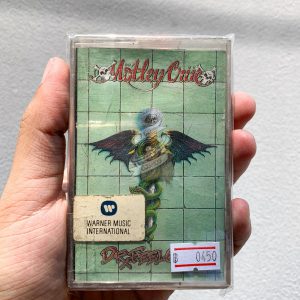 Mötley Crüe
WARNER MUSIC
INTERNATIONAL
฿ 0450